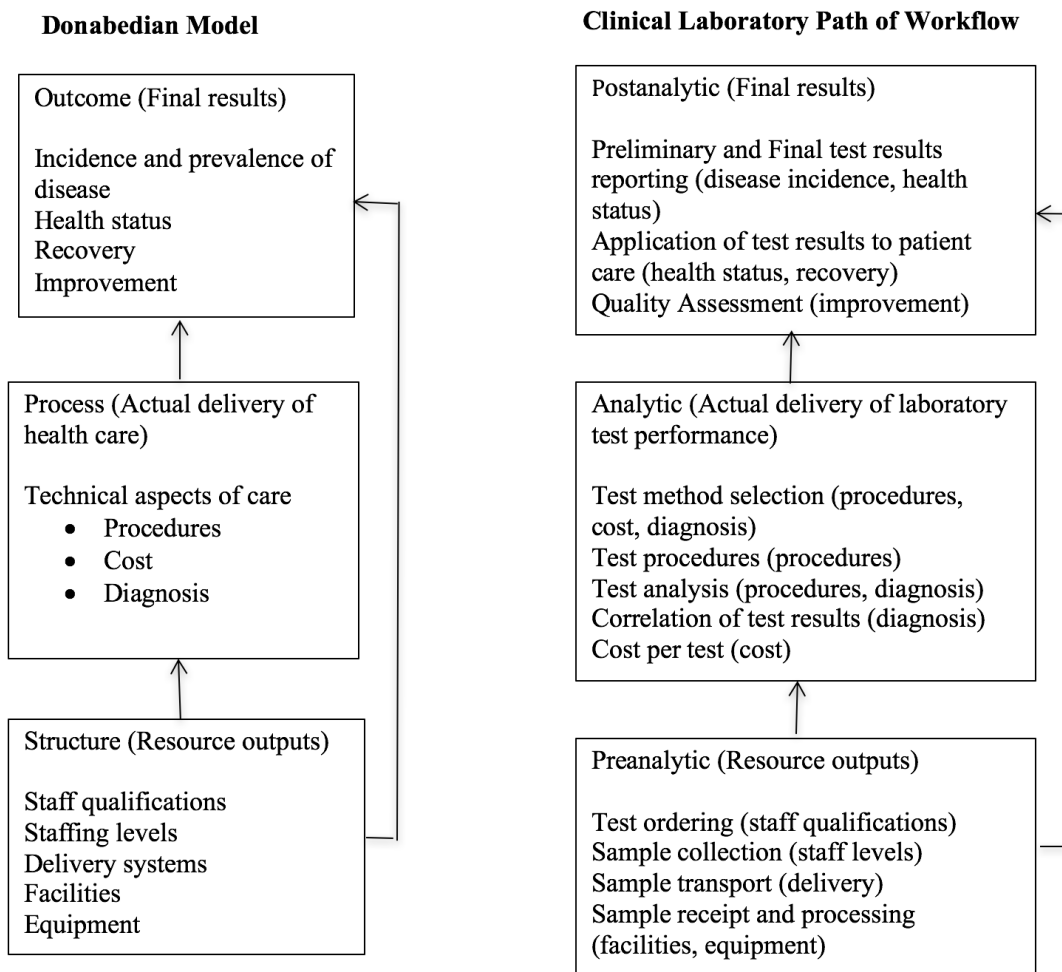 Donabedian Model
Outcome (Final results)
Incidence and prevalence of
disease
Health status
Recovery
Improvement
Process (Actual delivery of
health care)
Technical aspects of care
• Procedures
• Cost
• Diagnosis
Structure (Resource outputs)
Staff qualifications
Staffing levels
Delivery systems
Facilities
Equipment
Clinical Laboratory Path of Workflow
Postanalytic (Final results)
Preliminary and Final test results
reporting (disease incidence, health
status)
Application of test results to patient
care (health status, recovery)
Quality Assessment (improvement)
Analytic (Actual delivery of laboratory
test performance)
Test method selection (procedures,
cost, diagnosis)
Test procedures (procedures)
Test analysis (procedures, diagnosis)
Correlation of test results (diagnosis)
Cost per test (cost)
Preanalytic (Resource outputs)
Test ordering (staff qualifications)
Sample collection (staff levels)
Sample transport (delivery)
Sample receipt and processing
(facilities, equipment)